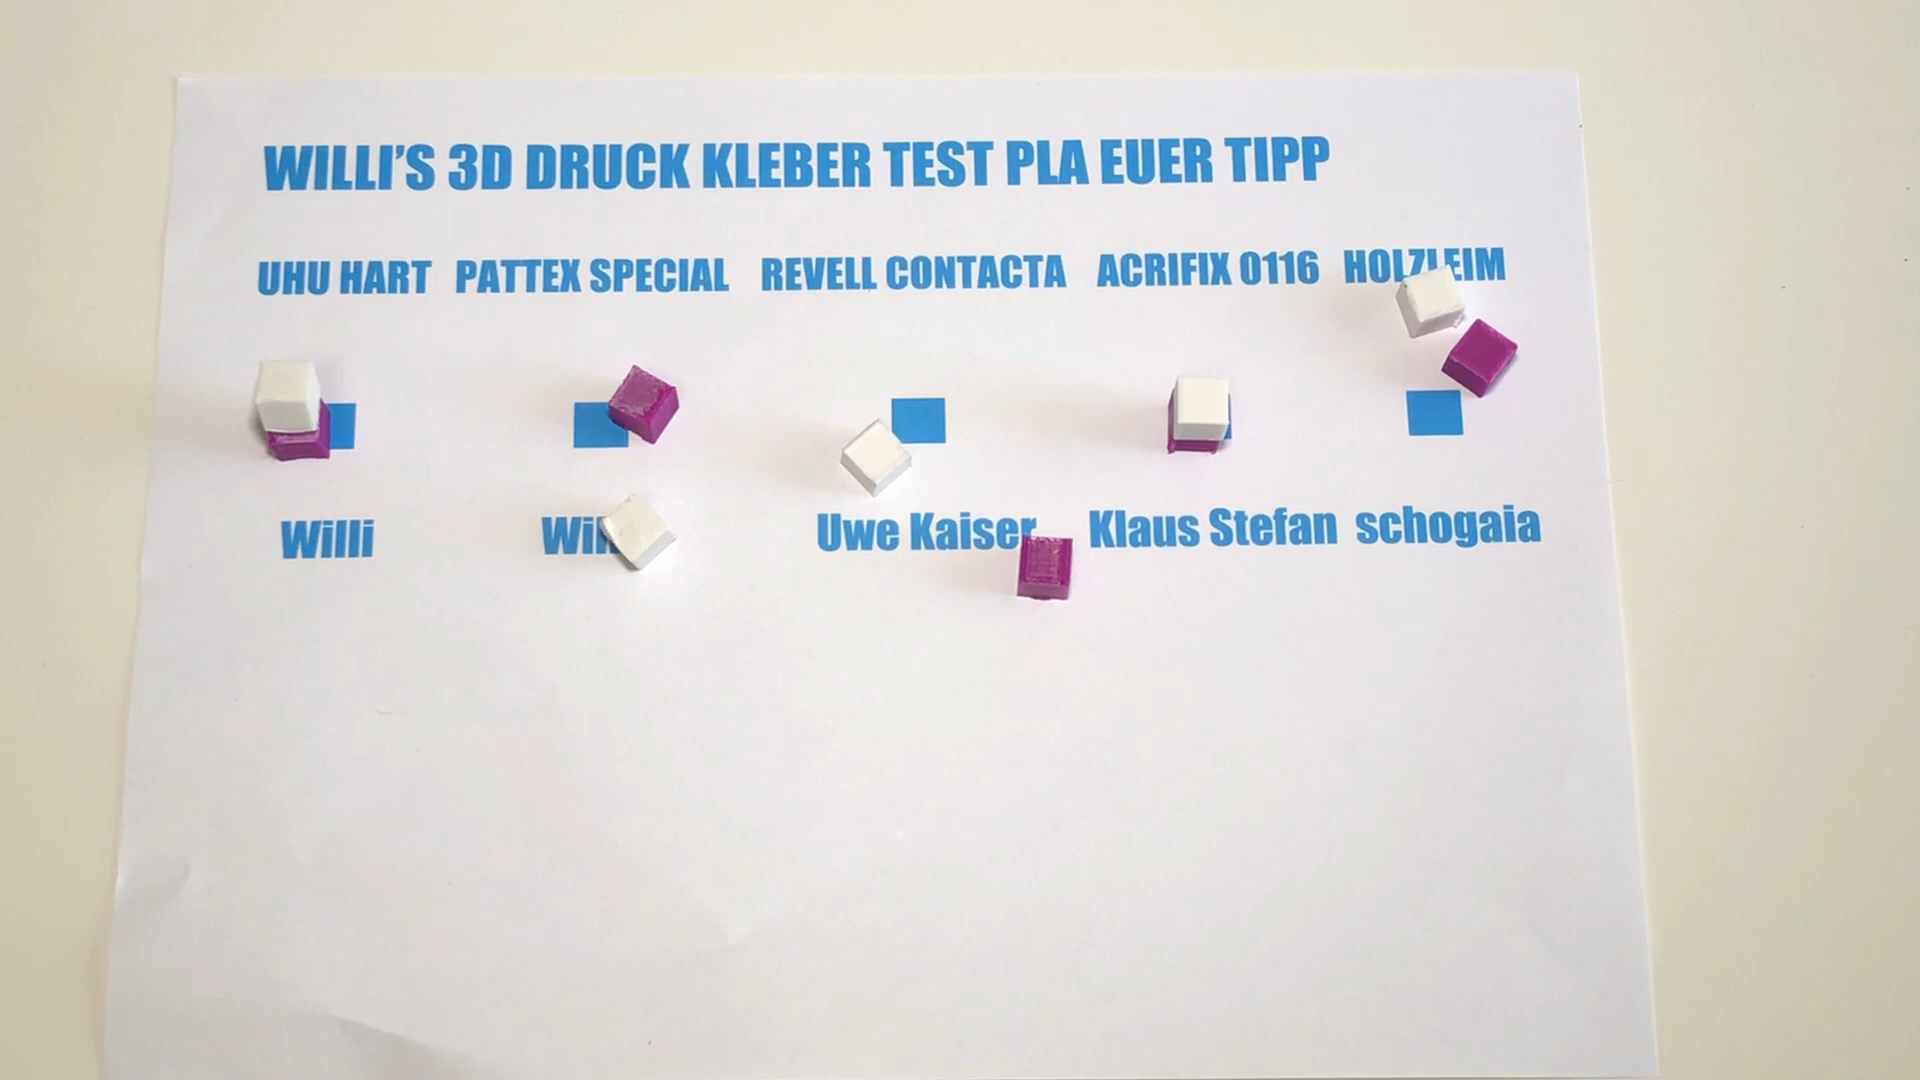 WILLI'S 3D DRUCK KLEBER TEST PLA EUER TIPP
UHU HART PATTEX SPECIAL REVELL CONTACTA ACRIFIX 0116 HOLZLEIM
Willi Uwe Kaiser Klaus Stefan schogaia